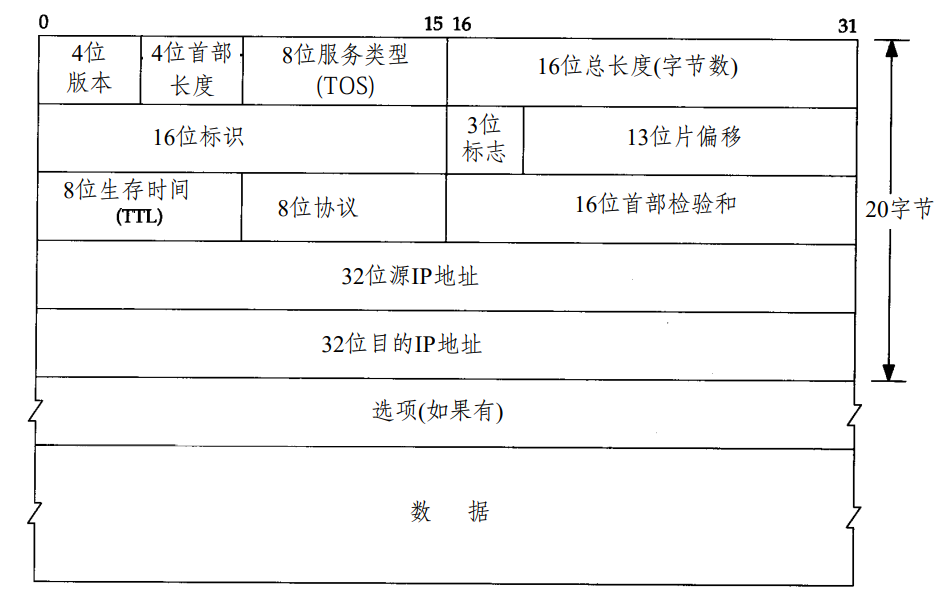 0 15 16 31
4位 4位首部 8位服务类型 16位总长度(字节数)
版本 长度 (TOS)
16位标识 3位 13位片偏移
标志
8位生存时间 8位协议 16位首部检验和 20字节
(TTL)
32位源IP地址
32位目的IP地址
选项(如果有)
数 据